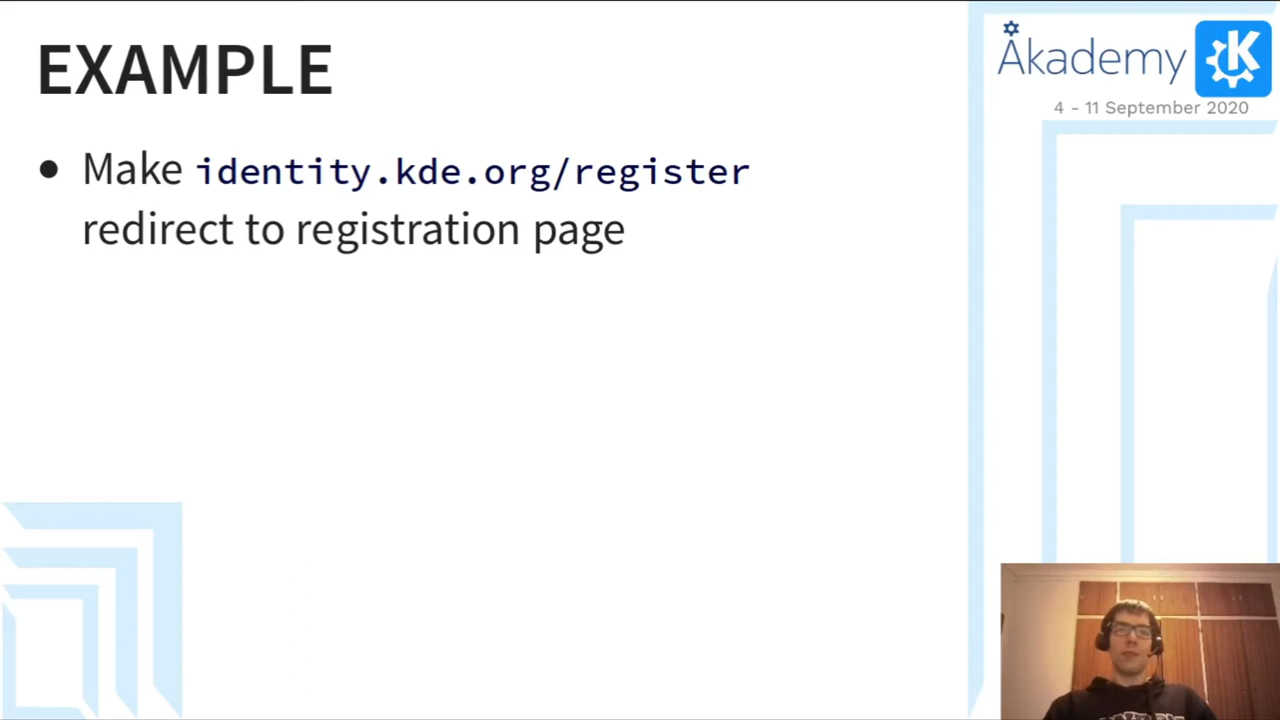 EXAMPLE
Akademy
4 - 11 September 2020
• Make identity.kde.org/register
redirect to registration page